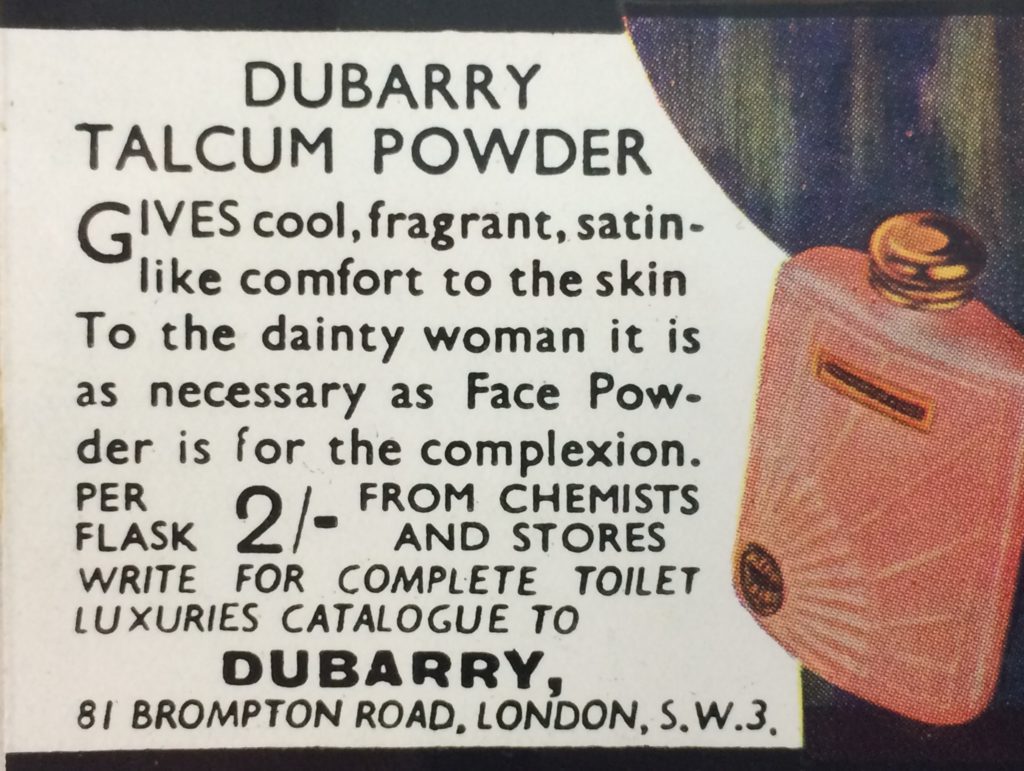 DUBARRY
TALCUM POWDER
GIVES cool, fragrant, satin-
like comfort to the skin
To the dainty woman it is
as necessary as Face Pow-
der is for the complexion.
PER FLASK 2/- FROM CHEMISTS AND STORES
WRITE FOR COMPLETE TOILET
LUXURIES CATALOGUE TO
DUBARRY,
81 BROMPTON ROAD, LONDON, S.W.3.